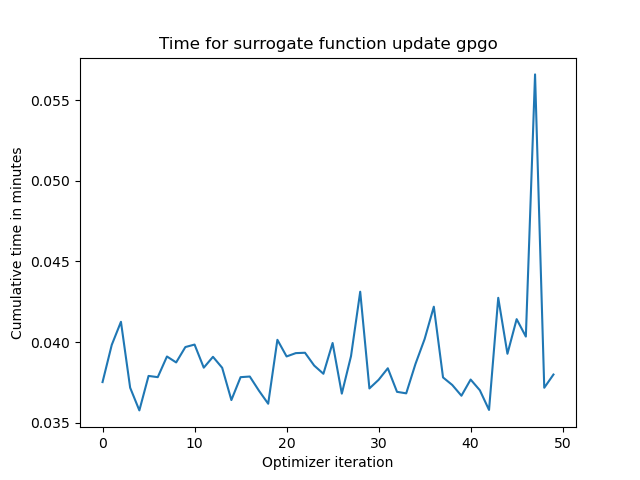 Time for surrogate function update gpgo
Cumulative time in minutes
0.055
0.050
0.045
0.040
0.035
0 10 20 30 40 50
Optimizer iteration